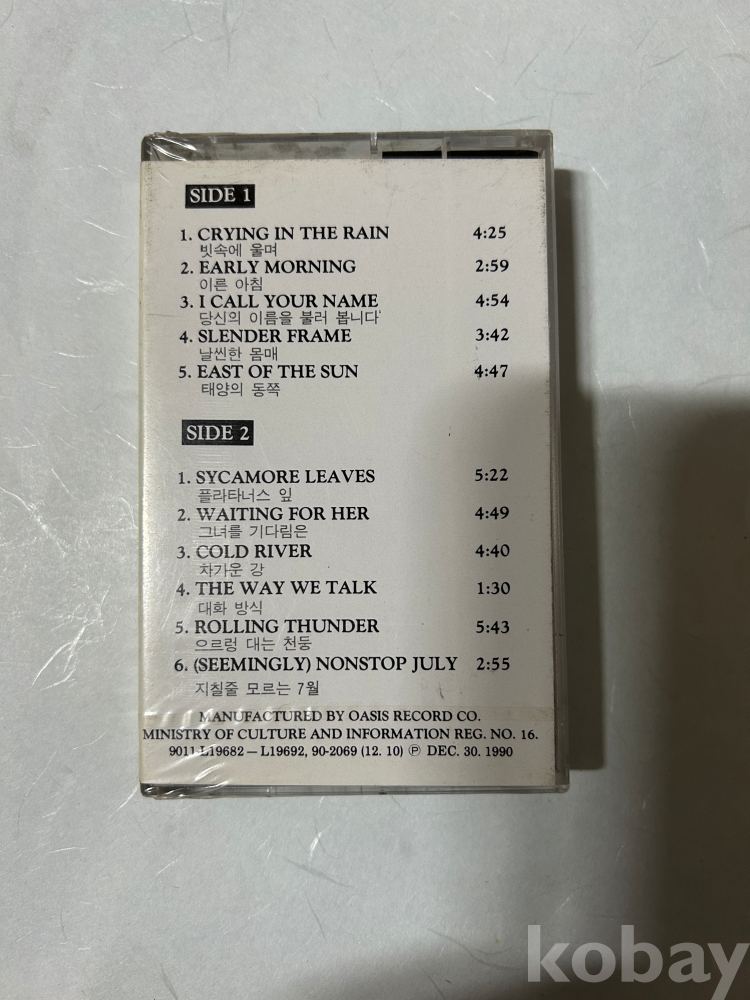 SIDE 1
1. CRYING IN THE RAIN 4:25
빗속에 울며
2. EARLY MORNING 2:59
이른 아침
3. I CALL YOUR NAME 4:54
당신의 이름을 불러 봅니다
4. SLENDER FRAME 3:42
날씬한 몸매
5. EAST OF THE SUN 4:47
태양의 동쪽
SIDE 2
1. SYCAMORE LEAVES 5:22
플라타너스 잎
2. WAITING FOR HER 4:49
그녀를 기다림은
3. COLD RIVER 4:40
차가운 강
4. THE WAY WE TALK 1:30
대화 방식
5. ROLLING THUNDER 5:43
으르렁 대는 천둥
6. (SEEMINGLY) NONSTOP JULY 2:55
지칠줄 모르는 7월
MANUFACTURED BY OASIS RECORD CO.
MINISTRY OF CULTURE AND INFORMATION REG. NO. 16.
9011-L19682 — L19692, 90-2069 (12. 10) ℗ DEC. 30. 1990
kobay